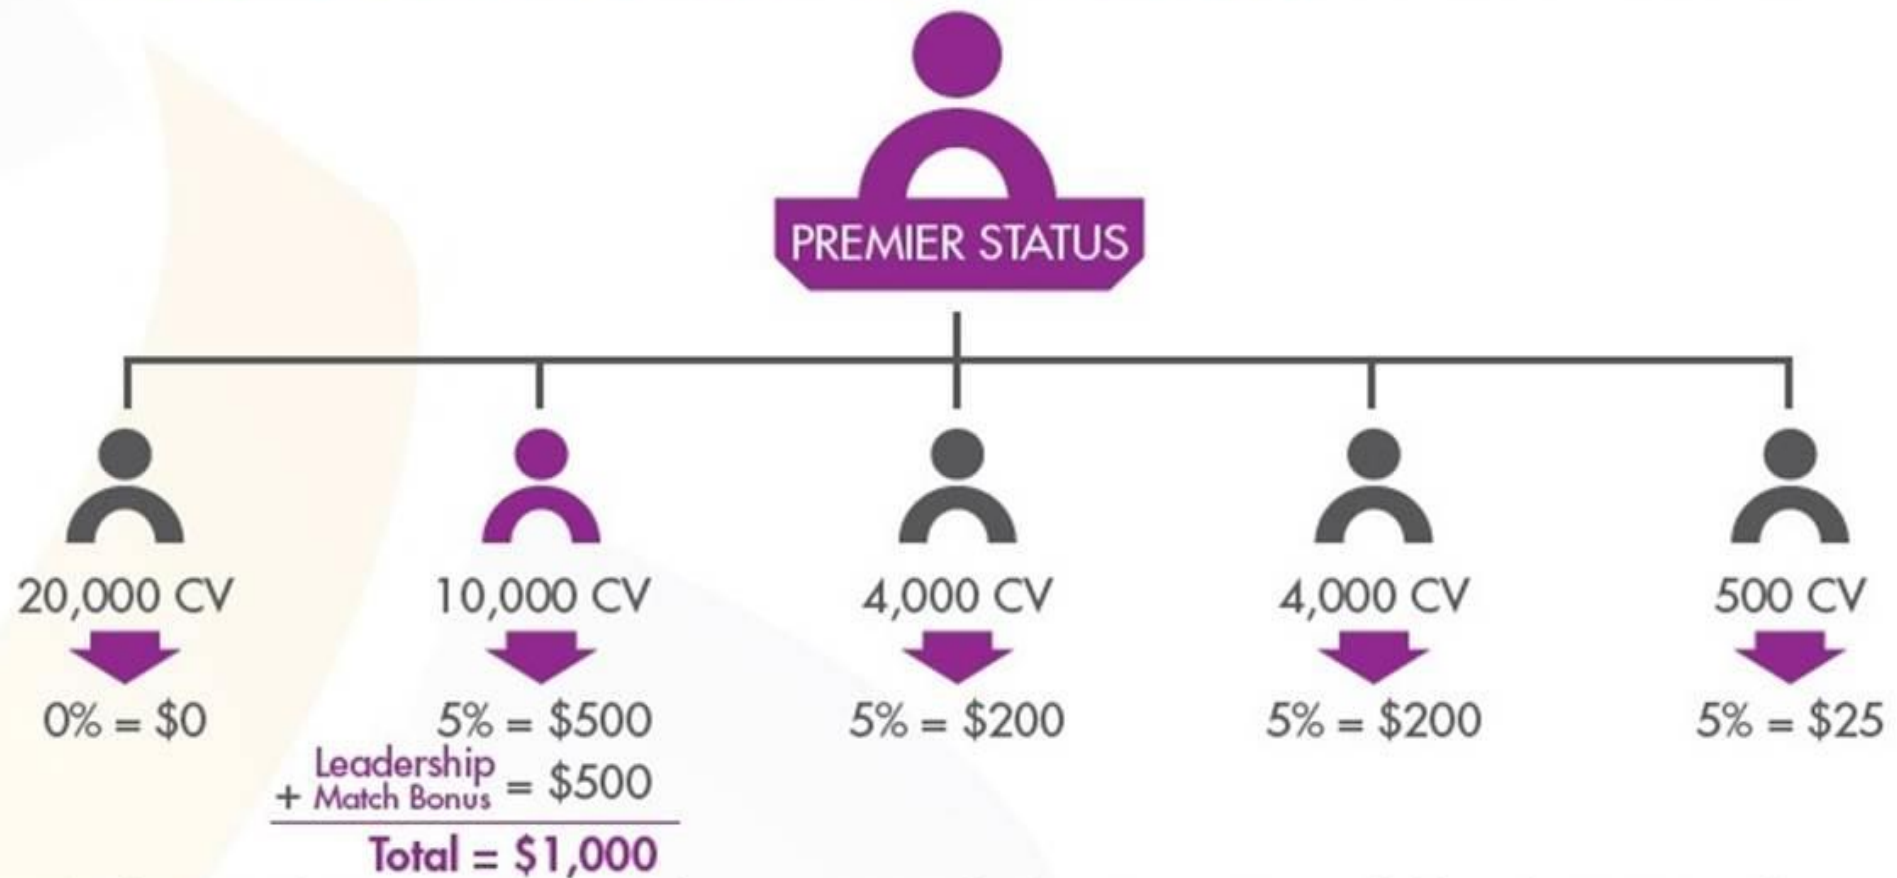 PREMIER STATUS
20,000 CV
10,000 CV
4,000 CV
4,000 CV
500 CV
0% = $0
5% = $500
5% = $200
5% = $200
5% = $25
+ Leadership Match Bonus = $500
Total = $1,000